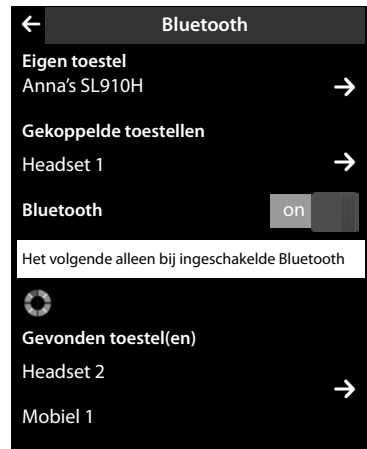 Bluetooth
Eigen toestel
Anna's SL910H
Gekoppelde toestellen
Headset 1
Bluetooth on
Het volgende alleen bij ingeschakelde Bluetooth
Gevonden toestel(en)
Headset 2
Mobiel 1